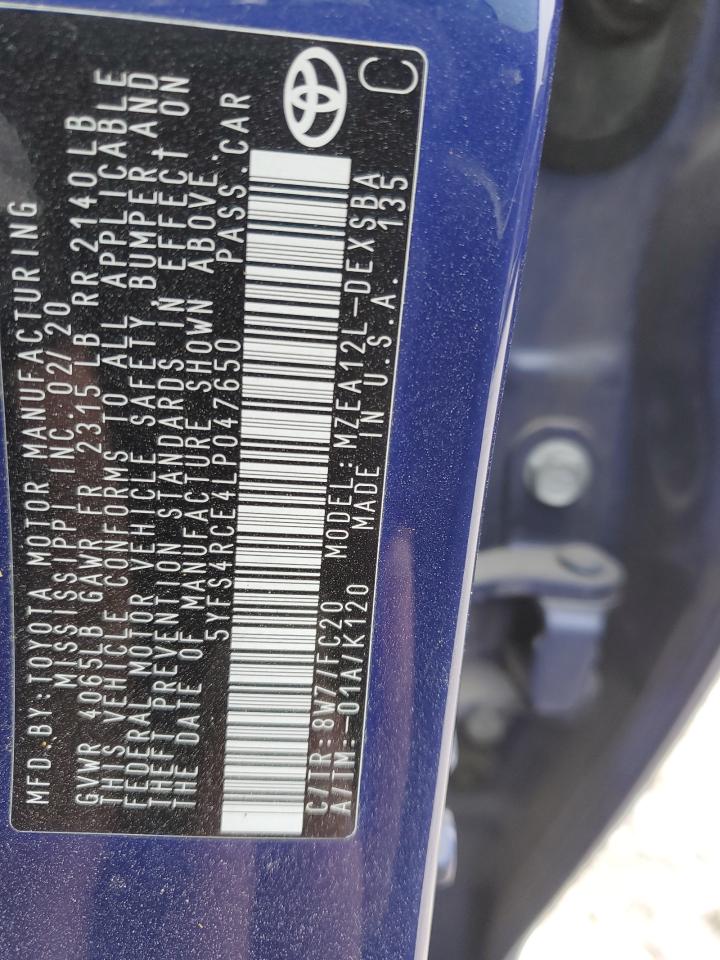 MFD BY:TOYOTA MOTOR MANUFACTURING
MISSISSIPPI INC. 02/20
GVWR 4065LB GAWR FR 2315LB RR 2140LB
THIS VEHICLE CONFORMS TO ALL APPLICABLE
FEDERAL MOTOR VEHICLE SAFETY, BUMPER, AND
THEFT PREVENTION STANDARDS IN EFFECT ON
THE DATE OF MANUFACTURE SHOWN ABOVE.
5YFS4RCE4LP047650 PASS.CAR
C/TR:8W7/FC20 MODEL:MZEA12L-DEXSBA
A/TM:-01A/K120 MADE IN U.S.A. 135
C